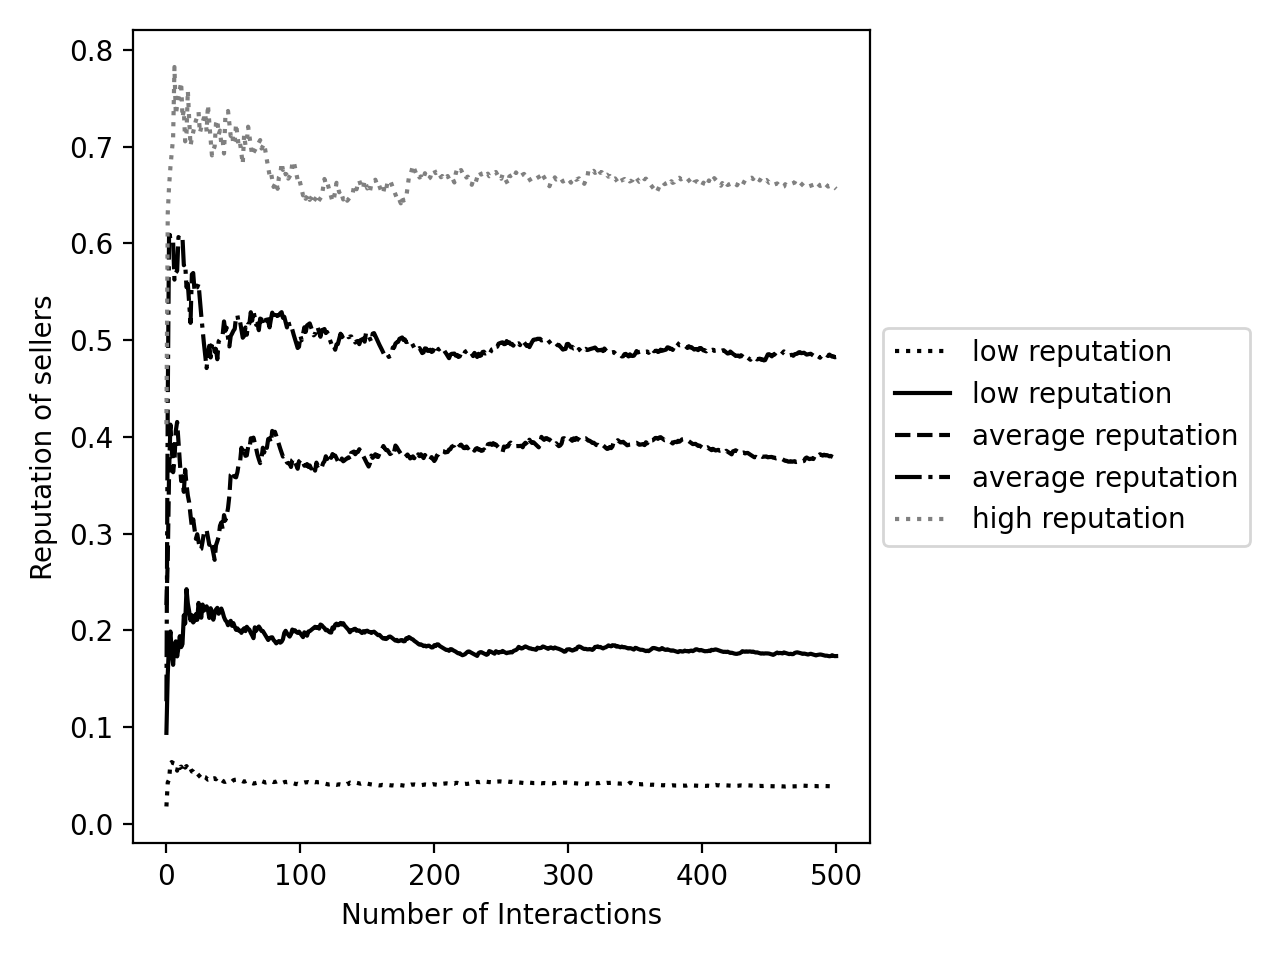 0.8
0.7
0.6
0.5
0.4
0.3
0.2
0.1
0.0
Reputation of sellers
0 100 200 300 400 500
Number of Interactions
low reputation
low reputation
average reputation
average reputation
high reputation